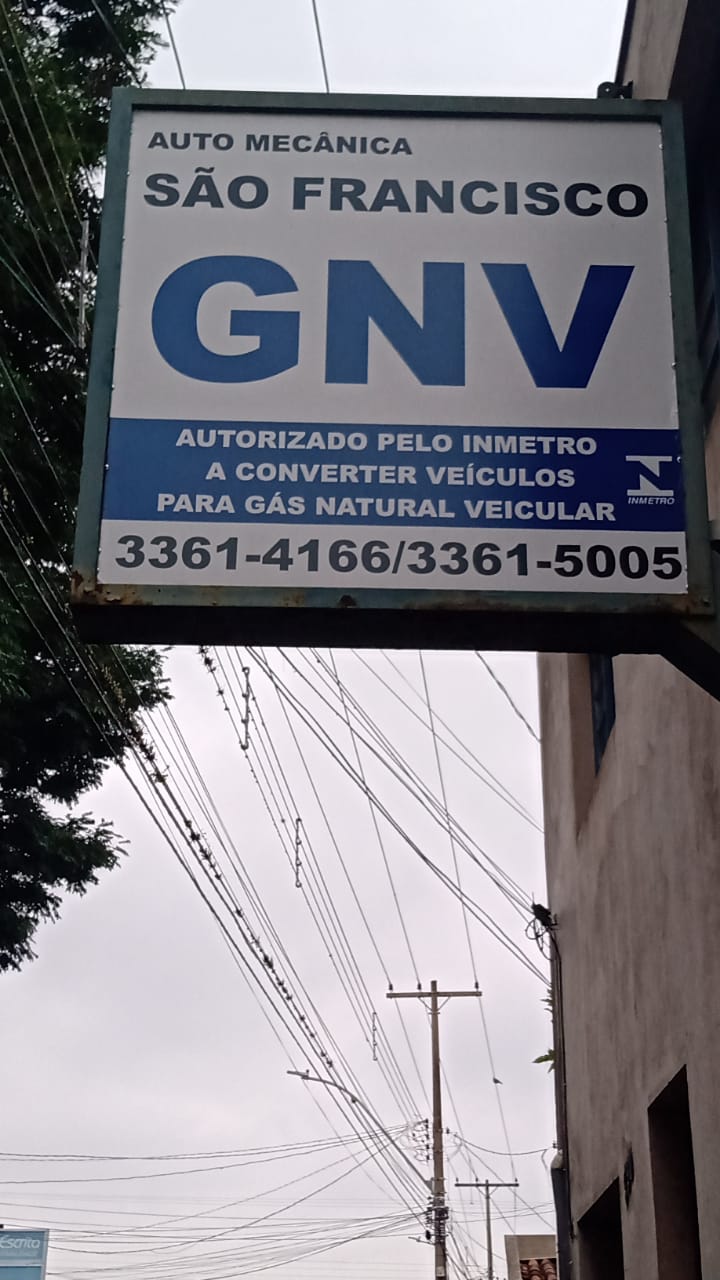 AUTO MECÂNICA
SÃO FRANCISCO
GNV
AUTORIZADO PELO INMETRO
A CONVERTER VEÍCULOS
PARA GÁS NATURAL VEICULAR
INMETRO
3361-4166/3361-5005
Escrito